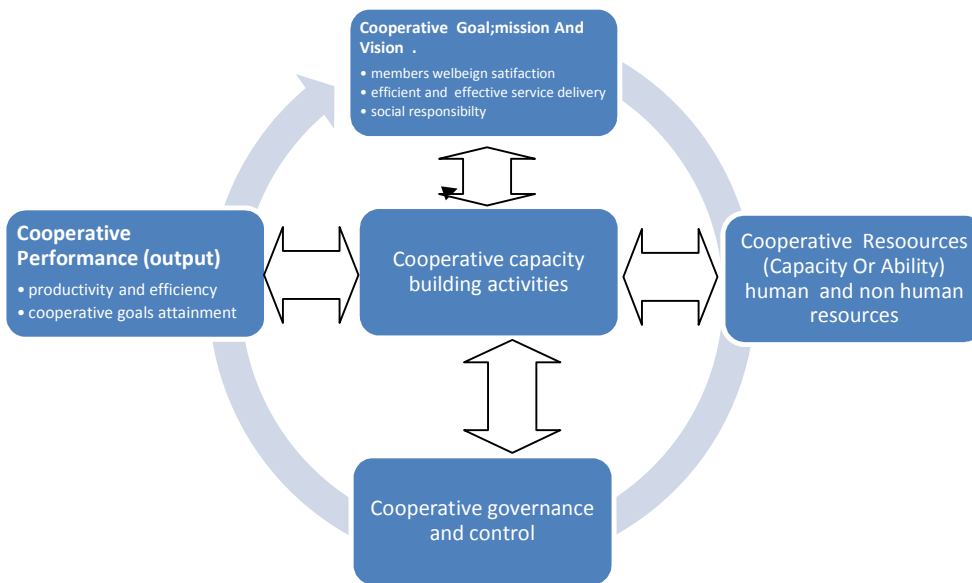 Cooperative Goal;mission And
Vision .
• members welbeign satifaction
• efficient and effective service delivery
• social responsibilty
Cooperative
Performance (output)
• productivity and efficiency
• cooperative goals attainment
Cooperative capacity
building activities
Cooperative Resoources
(Capacity Or Ability)
human and non human
resources
Cooperative governance
and control